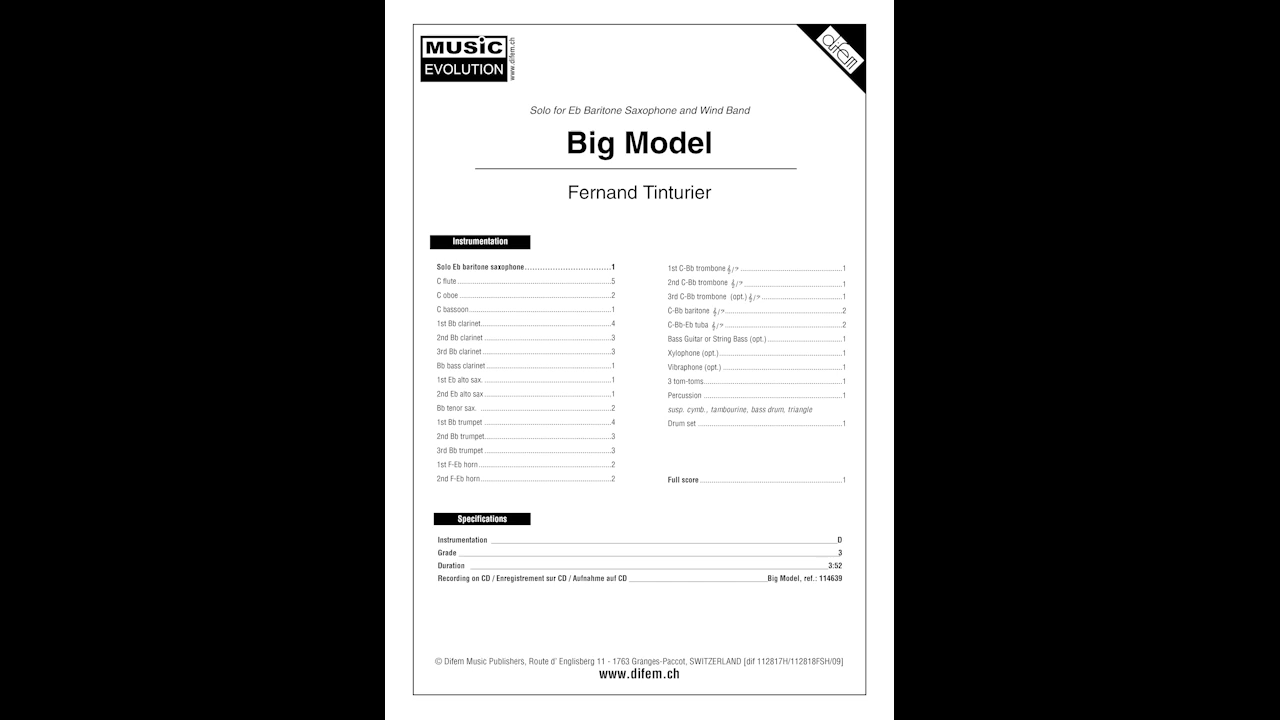 MUSIC
EVOLUTION
www.difem.ch
difem
Solo for Eb Baritone Saxophone and Wind Band
Big Model
Fernand Tinturier
Instrumentation
Solo Eb baritone saxophone.................................1
C flute.................................5
C oboe.................................2
C bassoon.................................1
1st Bb clarinet.................................4
2nd Bb clarinet.................................3
3rd Bb clarinet.................................3
Bb bass clarinet.................................1
1st Eb alto sax. .................................1
2nd Eb alto sax.................................1
Bb tenor sax. .................................2
1st Bb trumpet .................................4
2nd Bb trumpet.................................3
3rd Bb trumpet.................................3
1st F-Eb horn.................................2
2nd F-Eb horn.................................2
1st C-Bb trombone 𝄞/𝄢.................................1
2nd C-Bb trombone 𝄞/𝄢.................................1
3rd C-Bb trombone (opt.) 𝄞/𝄢.................................1
C-Bb baritone 𝄞/𝄢.................................2
C-Bb-Eb tuba 𝄞/𝄢.................................2
Bass Guitar or String Bass (opt.).................................1
Xylophone (opt.).................................1
Vibraphone (opt.) .................................1
3 tom-toms.................................1
Percussion .................................1
susp. cymb., tambourine, bass drum, triangle
Drum set .................................1
Full score.................................1
Specifications
Instrumentation ____________________D
Grade ____________________3
Duration ____________________3:52
Recording on CD / Enregistrement sur CD / Aufnahme auf CD ____________________Big Model, ref.: 114639
© Difem Music Publishers, Route d' Englisberg 11 - 1763 Granges-Paccot, SWITZERLAND [dif 112817H/112818FSH/09]
www.difem.ch